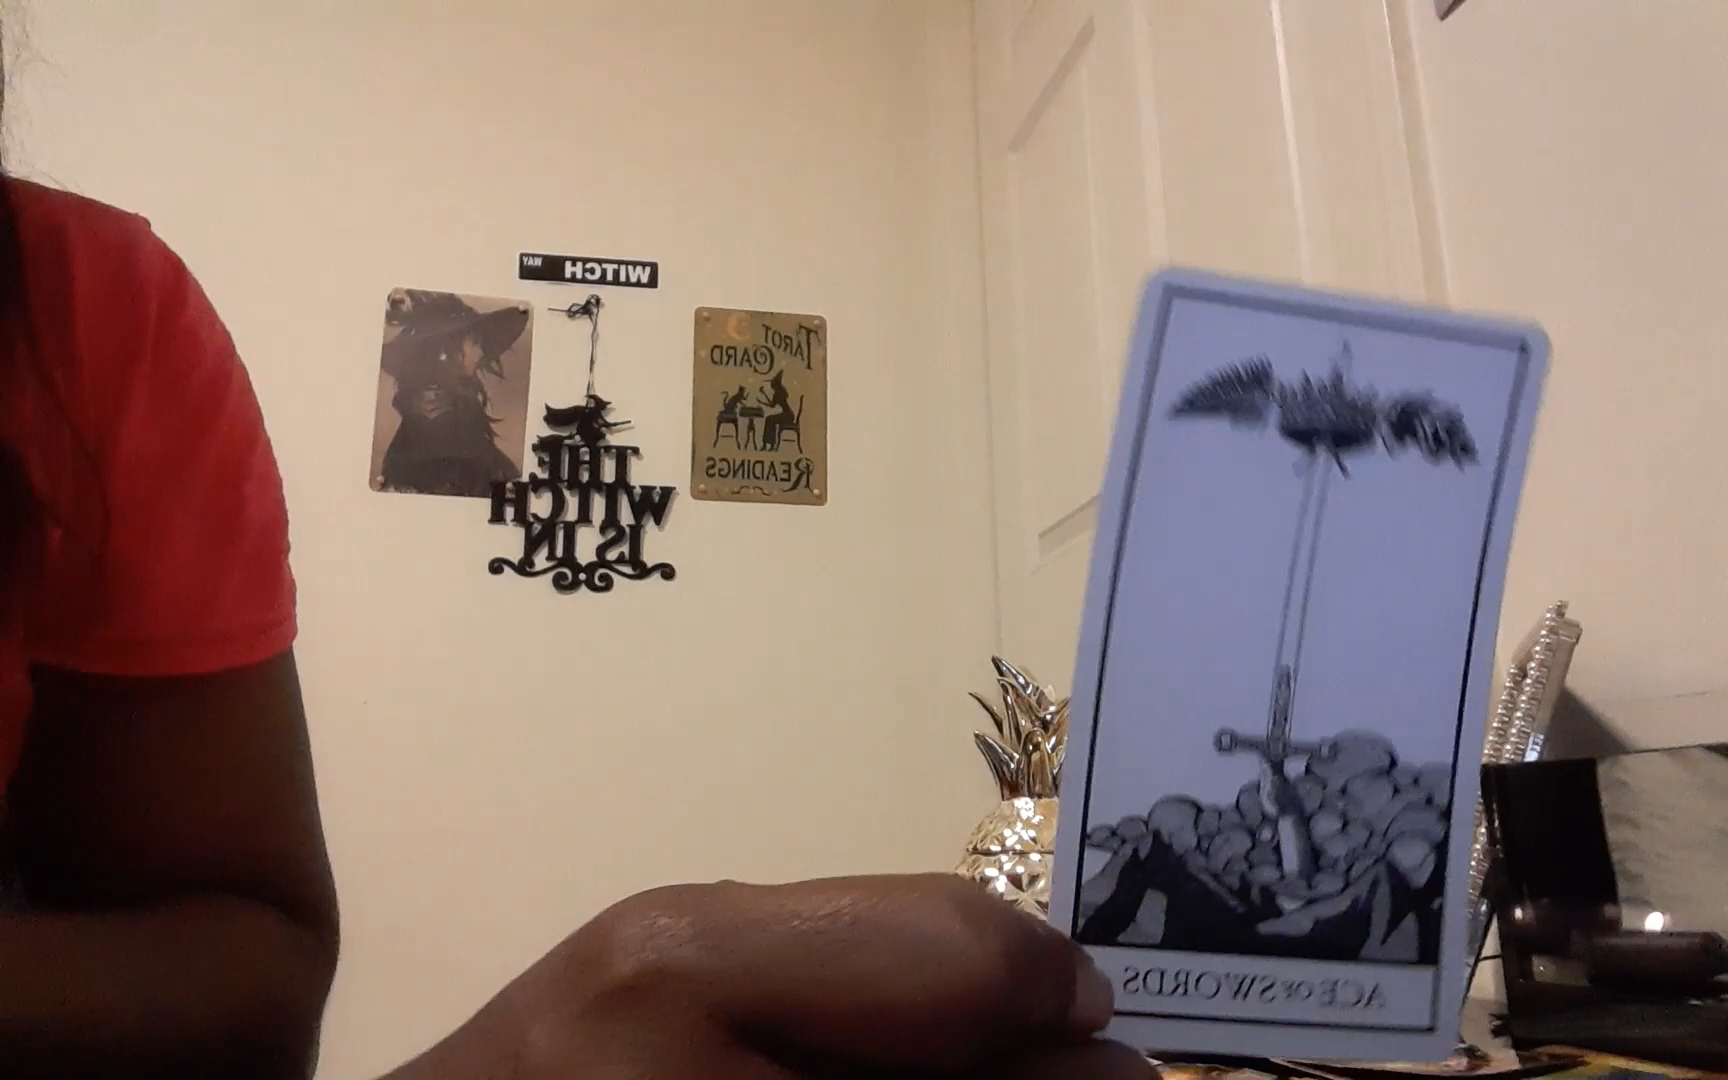 WITCH WAY
THE
WITCH
IS IN
TAROT
CARD
READINGS
ACE OF SWORDS